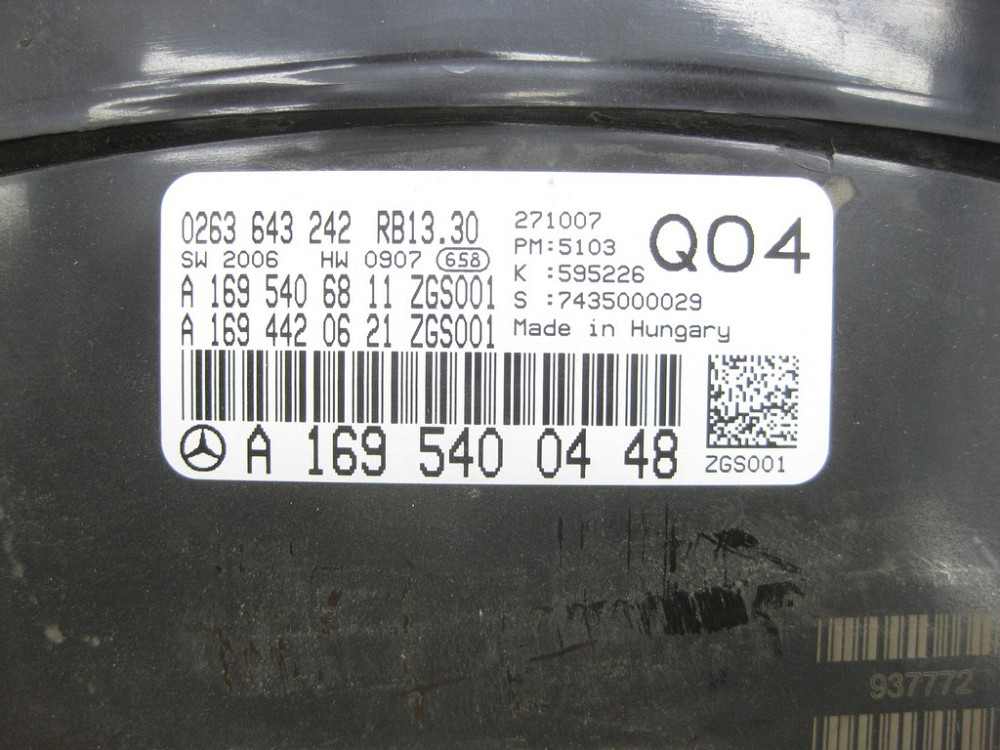 0263 643 242 RB13.30
SW 2006 HW 0907 658
A 169 540 68 11 ZGS001
A 169 442 06 21 ZGS001
271007
PM:5103
K :595226
S :7435000029
Made in Hungary
Q04
A 169 540 04 48
ZGS001
937772